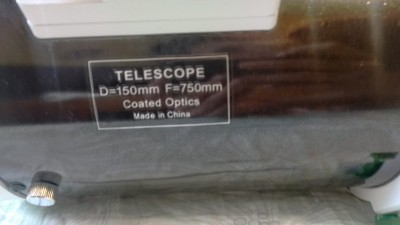 TELESCOPE
D=150mm F=750mm
Coated Optics
Made in China